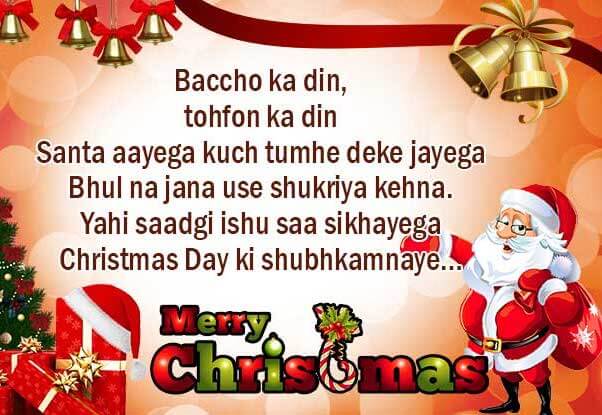 Baccho ka din,
tohfon ka din
Santa aayega kuch tumhe deke jayega
Bhul na jana use shukriya kehna.
Yahi saadgi ishu saa sikhayega
Christmas Day ki shubhkamnaye...
Merry
Christmas